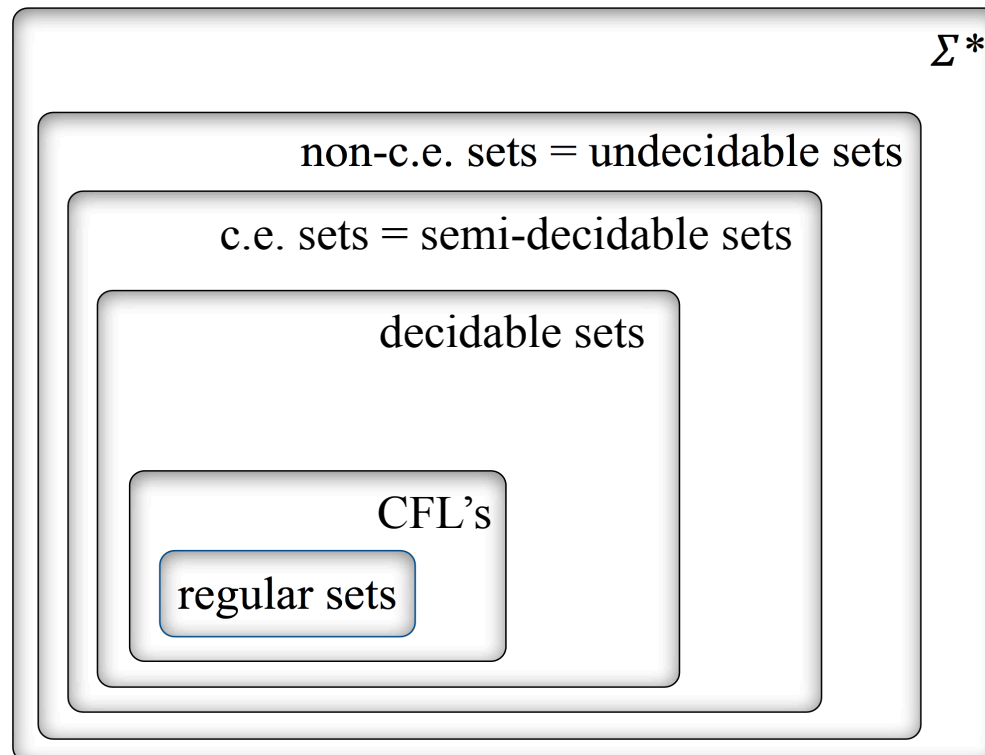 Σ*
non-c.e. sets = undecidable sets
c.e. sets = semi-decidable sets
decidable sets
CFL’s
regular sets